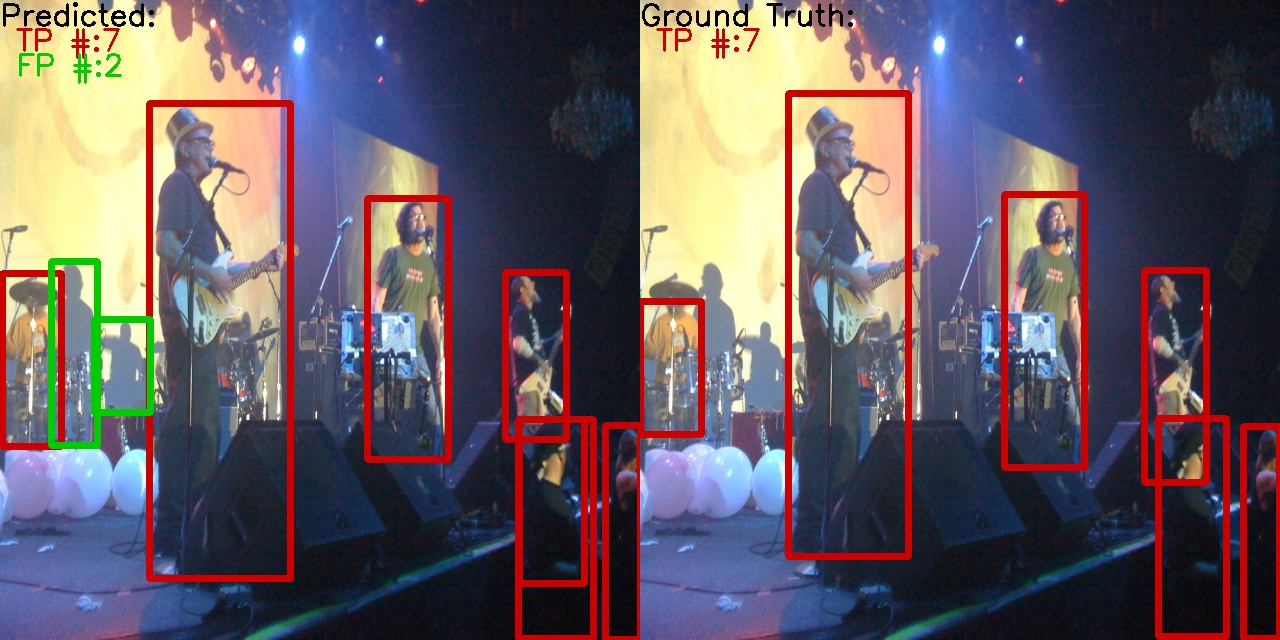 Predicted:
TP #:7
FP #:2
Ground Truth:
TP #:7